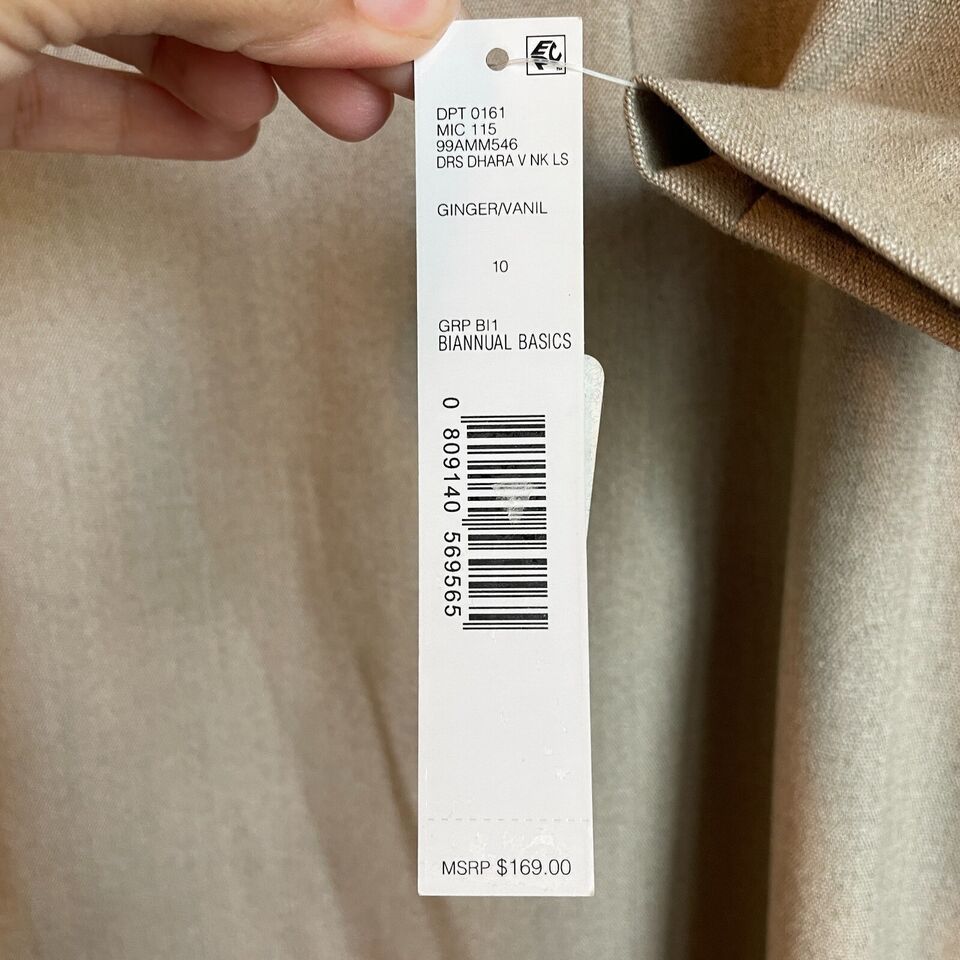 EC
DPT 0161
MIC 115
99AMM546
DRS DHARA V NK LS
GINGER/VANIL
10
GRP BI1
BIANNUAL BASICS
0 809140 569565
MSRP $169.00